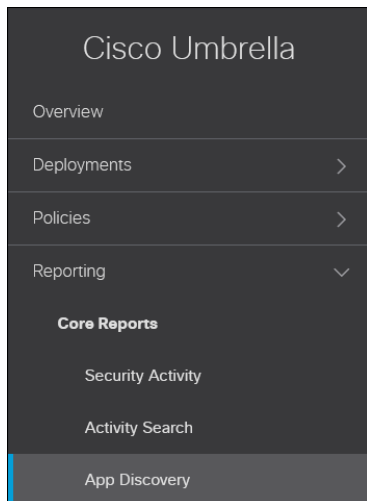 Cisco Umbrella
Overview
Deployments
Policies
Reporting
Core Reports
Security Activity
Activity Search
App Discovery